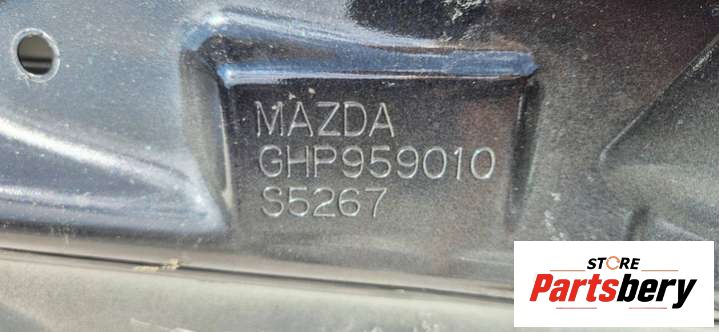 MAZDA
GHP959010
S5267
STORE
Partsbery